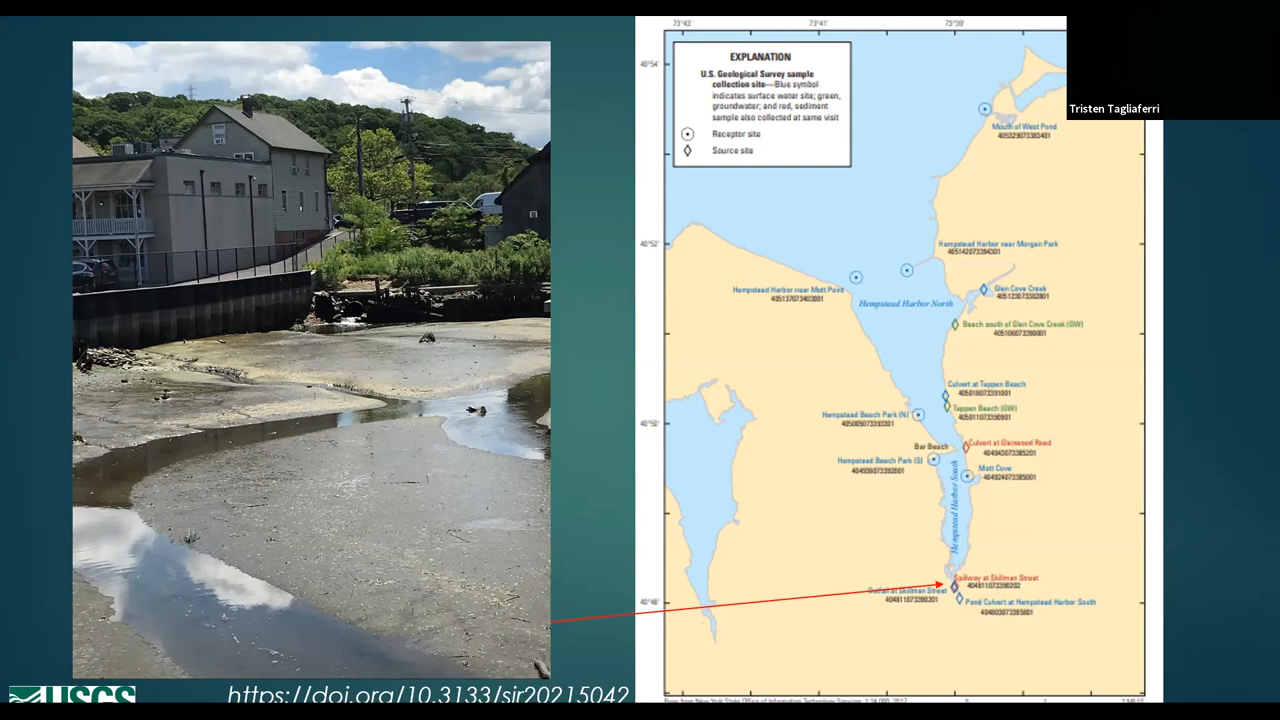 73°43'
73°41'
73°39'
Tristen Tagliaferri
EXPLANATION
U.S. Geological Survey sample
collection site—Blue symbol
indicates surface water site; green,
groundwater; and red, sediment
sample also collected at same visit
Receptor site
Source site
40°54'
40°52'
40°50'
40°48'
Mouth of West Pond
Hempstead Harbor near Morgan Park
405142073394301
Hempstead Harbor near Mott Point
405137073403001
Hempstead Harbor North
Glen Cove Creek
405123073382801
Beach south of Glen Cove Creek (GW)
405106073390001
Culvert at Tappen Beach
405018073391001
Tappen Beach (GW)
405011073390901
Hempstead Beach Park (N)
405005073393301
Bar Beach
Culvert at Glenwood Road
404943073385201
Hempstead Beach Park (S)
404936073392001
Mott Cove
404924073385001
Hempstead Harbor South
Spillway at Skillman Street
404811073390202
Outlet at Skillman Street
404811073390201
Pond Culvert at Hempstead Harbor South
404803073385801
USGS
https://doi.org/10.3133/sir20215042